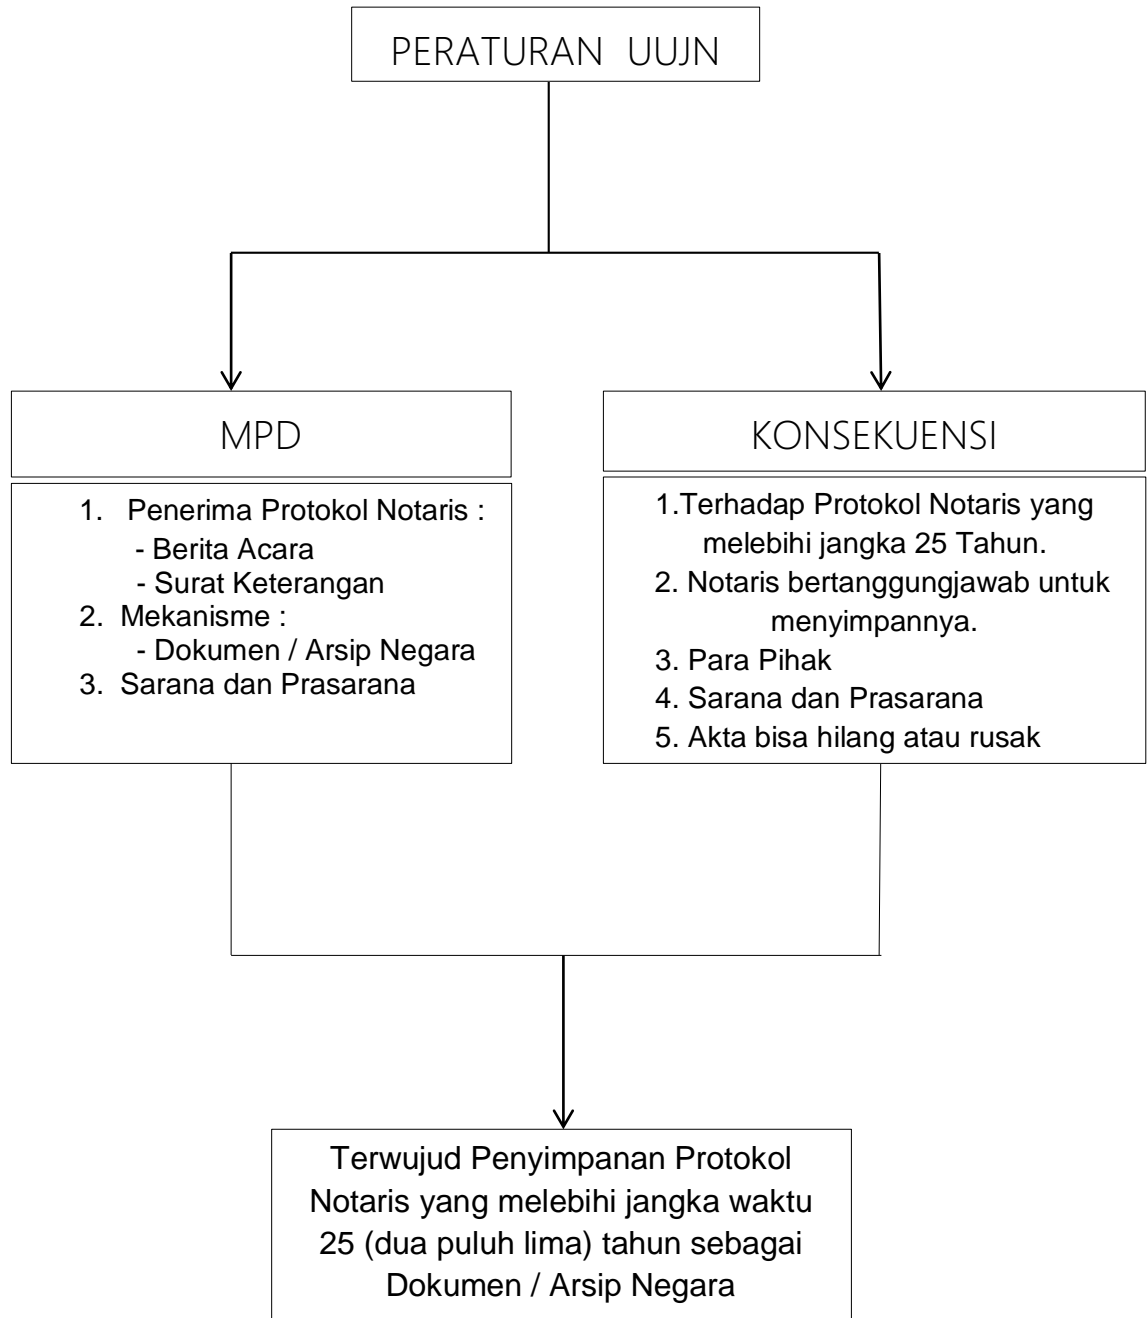 PERATURAN UUJN
MPD
1. Penerima Protokol Notaris :
- Berita Acara
- Surat Keterangan
2. Mekanisme :
- Dokumen / Arsip Negara
3. Sarana dan Prasarana
KONSEKUENSI
1.Terhadap Protokol Notaris yang
melebihi jangka 25 Tahun.
2. Notaris bertanggungjawab untuk
menyimpannya.
3. Para Pihak
4. Sarana dan Prasarana
5. Akta bisa hilang atau rusak
Terwujud Penyimpanan Protokol
Notaris yang melebihi jangka waktu
25 (dua puluh lima) tahun sebagai
Dokumen / Arsip Negara